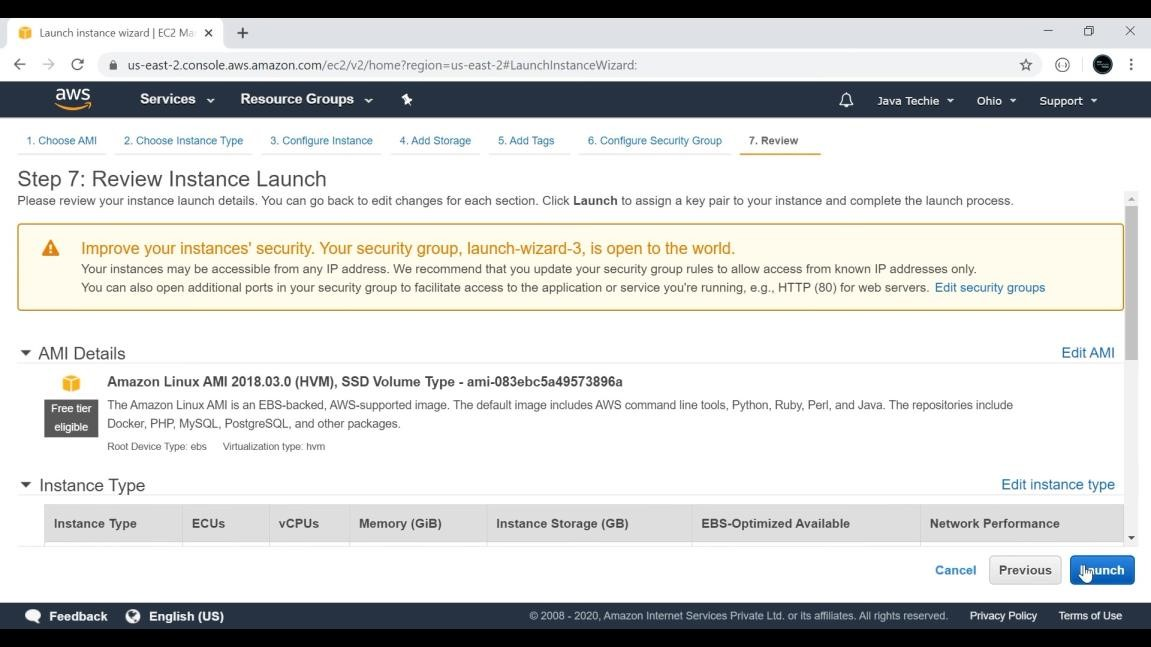 Launch instance wizard | EC2 Ma
us-east-2.console.aws.amazon.com/ec2/v2/home?region=us-east-2#LaunchInstanceWizard:
aws Services Resource Groups Java Techie Ohio Support
1. Choose AMI 2. Choose Instance Type 3. Configure Instance 4. Add Storage 5. Add Tags 6. Configure Security Group 7. Review
Step 7: Review Instance Launch
Please review your instance launch details. You can go back to edit changes for each section. Click Launch to assign a key pair to your instance and complete the launch process.
Improve your instances' security. Your security group, launch-wizard-3, is open to the world.
Your instances may be accessible from any IP address. We recommend that you update your security group rules to allow access from known IP addresses only.
You can also open additional ports in your security group to facilitate access to the application or service you're running, e.g., HTTP (80) for web servers. Edit security groups
AMI Details Edit AMI
Amazon Linux AMI 2018.03.0 (HVM), SSD Volume Type - ami-083ebc5a49573896a
Free tier
eligible
The Amazon Linux AMI is an EBS-backed, AWS-supported image. The default image includes AWS command line tools, Python, Ruby, Perl, and Java. The repositories include
Docker, PHP, MySQL, PostgreSQL, and other packages.
Root Device Type: ebs Virtualization type: hvm
Instance Type Edit instance type
Instance Type ECUs vCPUs Memory (GiB) Instance Storage (GB) EBS-Optimized Available Network Performance
Cancel Previous Launch
Feedback English (US) © 2008 - 2020, Amazon Internet Services Private Ltd. or its affiliates. All rights reserved. Privacy Policy Terms of Use